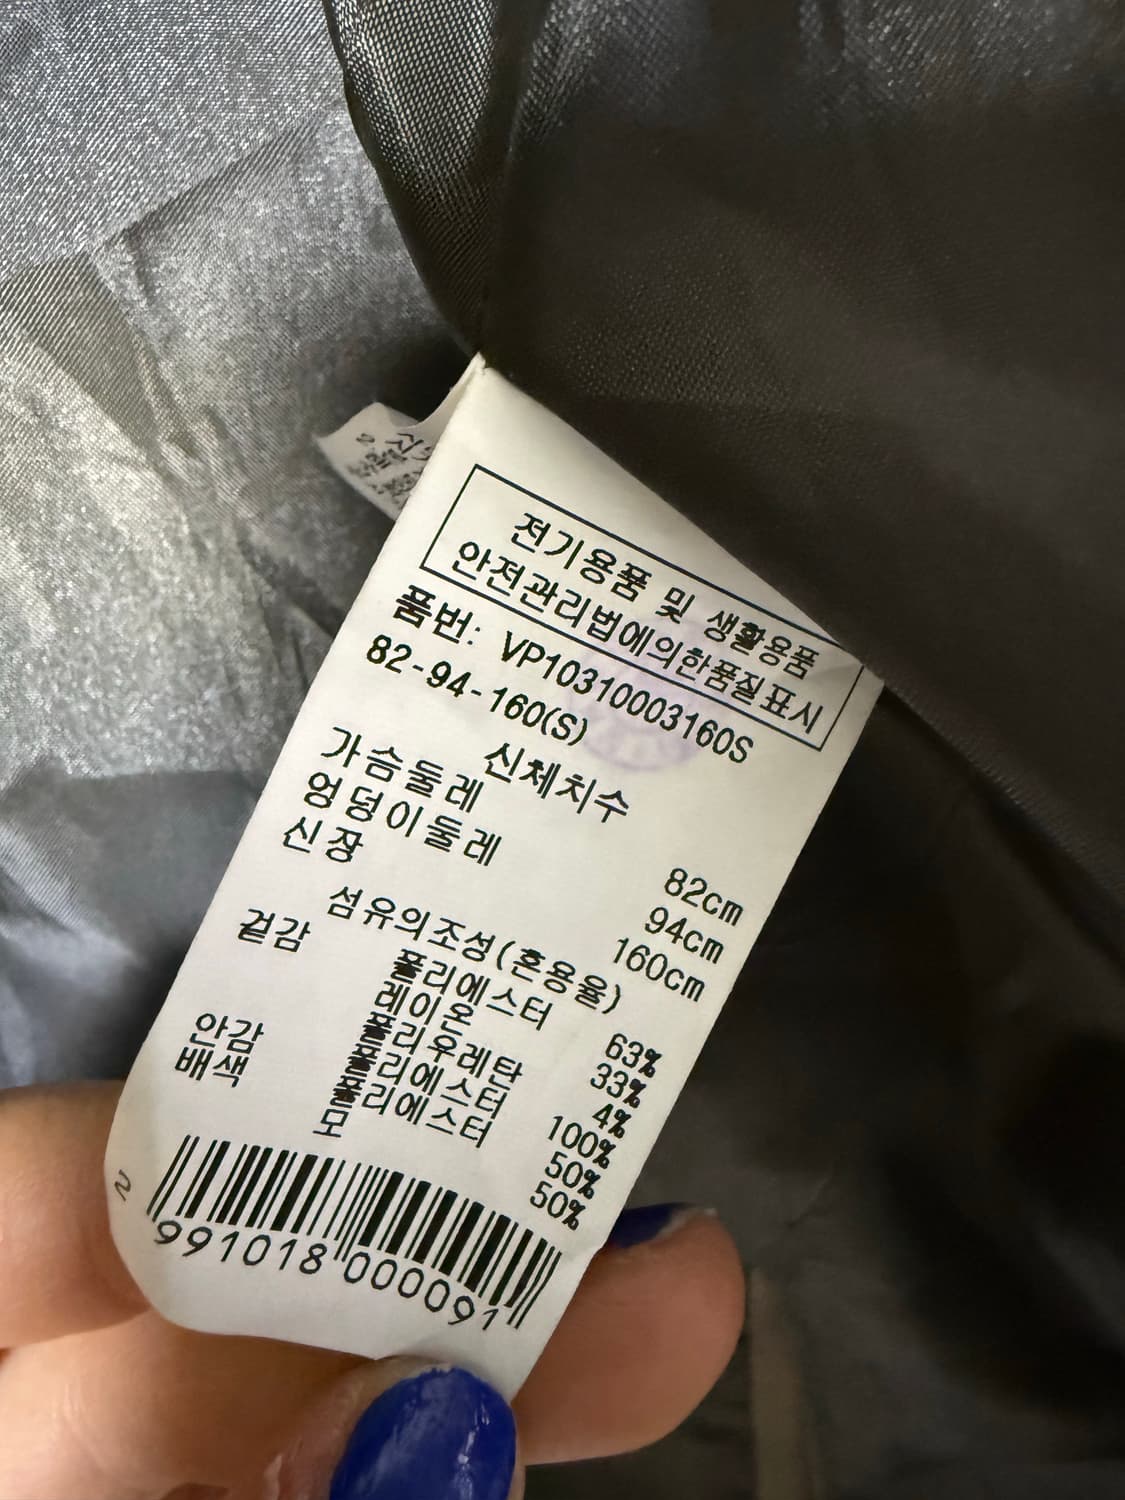 전기용품 및 생활용품
안전관리법에의한품질표시
품번: VP10310003160S
82-94-160(S)
신체치수
가슴둘레 82cm
엉덩이둘레 94cm
신장 160cm
섬유의조성(혼용율)
겉감 폴리에스터 63%
레이온 33%
폴리우레탄 4%
안감 폴리에스터 100%
배색 폴리에스터 50%
모 50%
991018 000091